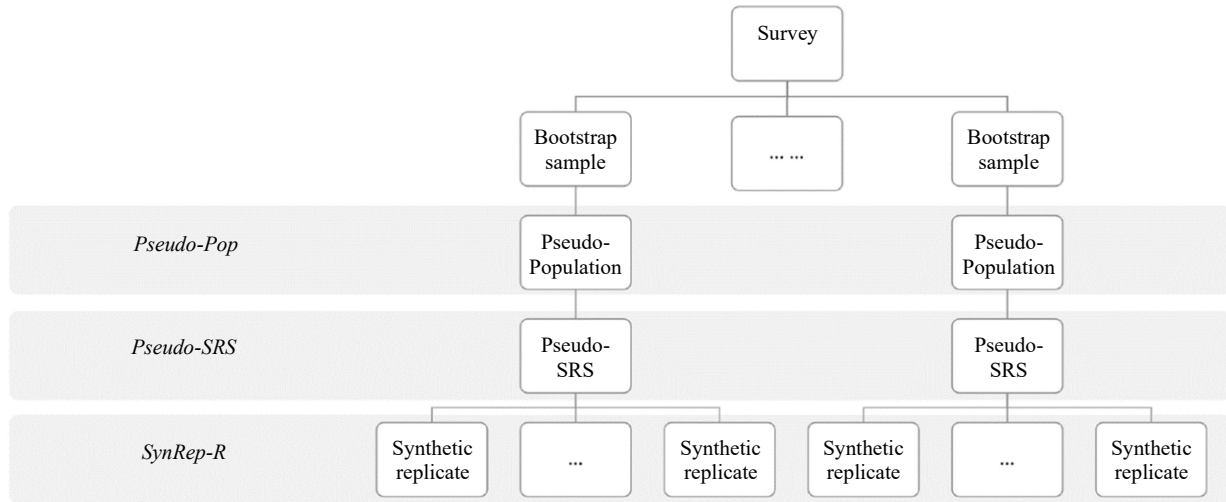 Survey
Bootstrap
sample
... ...
Bootstrap
sample
Pseudo-Pop
Pseudo-
Population
Pseudo-
Population
Pseudo-SRS
Pseudo-
SRS
Pseudo-
SRS
SynRep-R
Synthetic
replicate
...
Synthetic
replicate
Synthetic
replicate
...
Synthetic
replicate